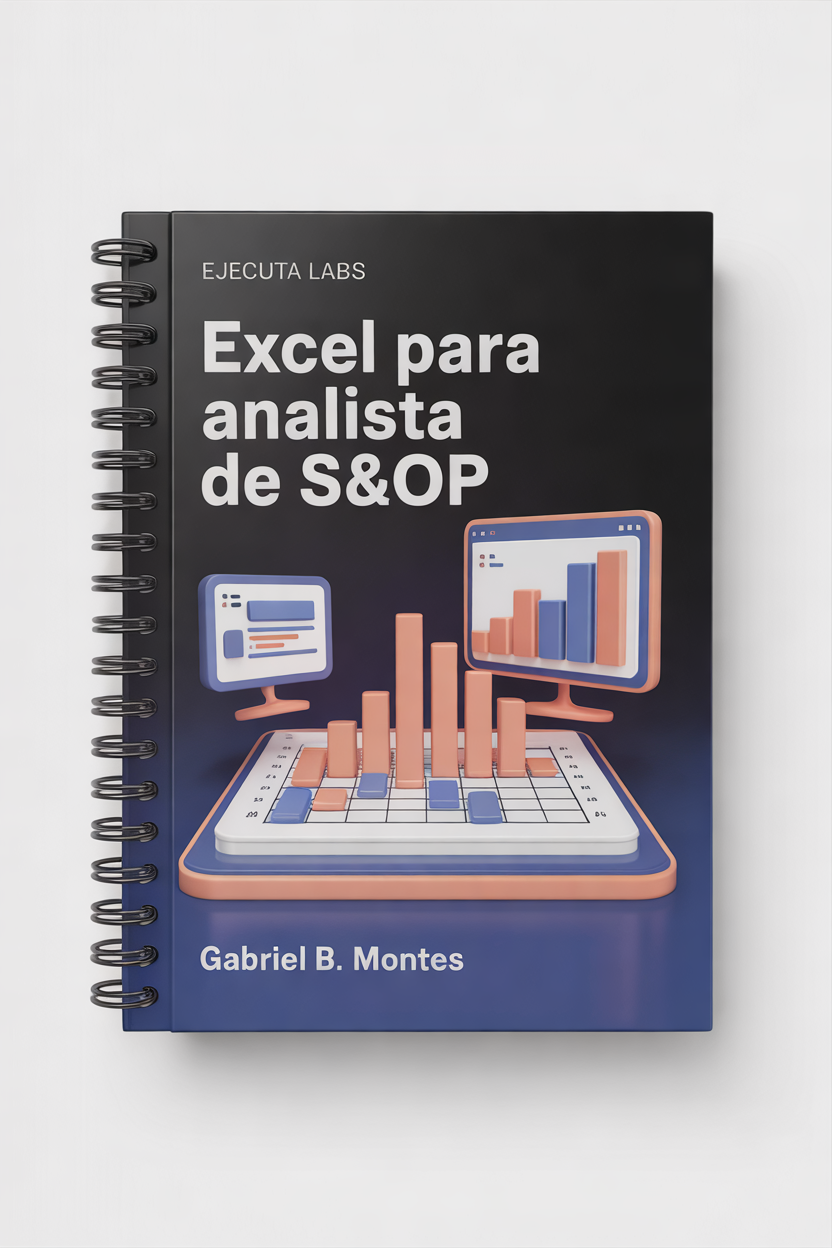 EJECUTA LABS
Excel para
analista
de S&OP
Gabriel B. Montes